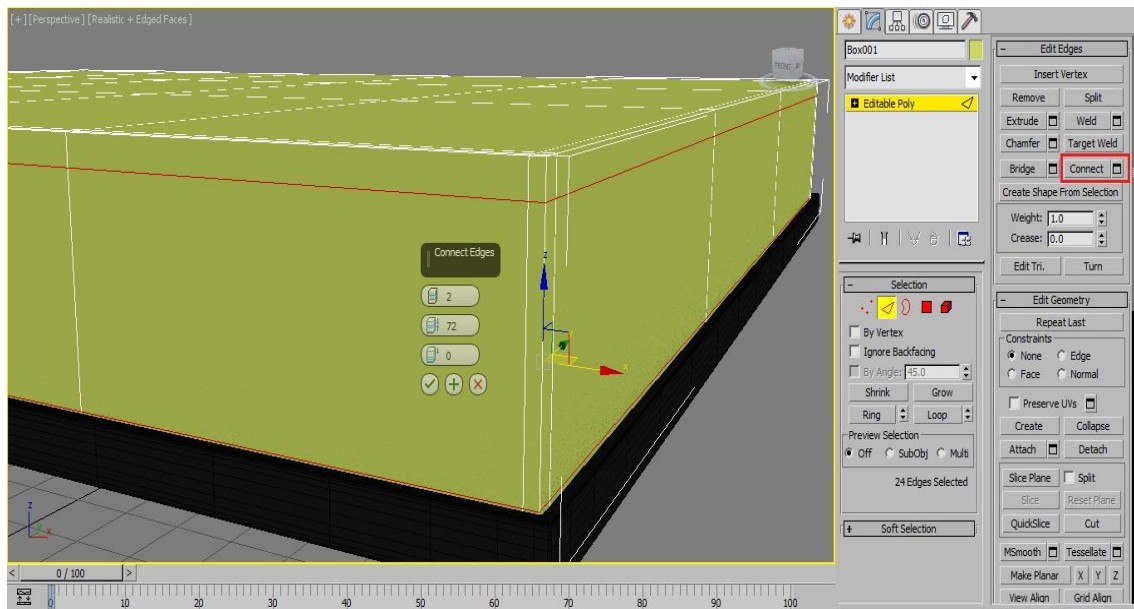 [+] [Perspective] [Realistic + Edged Faces]
FRONT
Connect Edges
2
72
0
z
x
z
x
0 / 100
0 10 20 30 40 50 60 70 80 90 100
Box001
Modifier List
Editable Poly
Selection
By Vertex
Ignore Backfacing
By Angle: 45.0
Shrink Grow
Ring Loop
Preview Selection
Off SubObj Multi
24 Edges Selected
Soft Selection
Edit Edges
Insert Vertex
Remove Split
Extrude Weld
Chamfer Target Weld
Bridge Connect
Create Shape From Selection
Weight: 1.0
Crease: 0.0
Edit Tri. Turn
Edit Geometry
Repeat Last
Constraints
None Edge
Face Normal
Preserve UVs
Create Collapse
Attach Detach
Slice Plane Split
Slice Reset Plane
QuickSlice Cut
MSmooth Tessellate
Make Planar X Y Z
View Align Grid Align